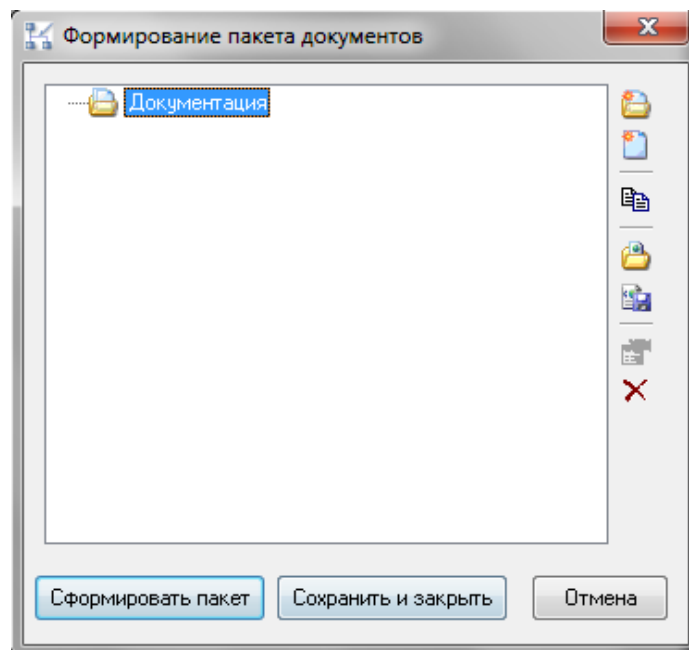 Формирование пакета документов
Документация
Сформировать пакет
Сохранить и закрыть
Отмена